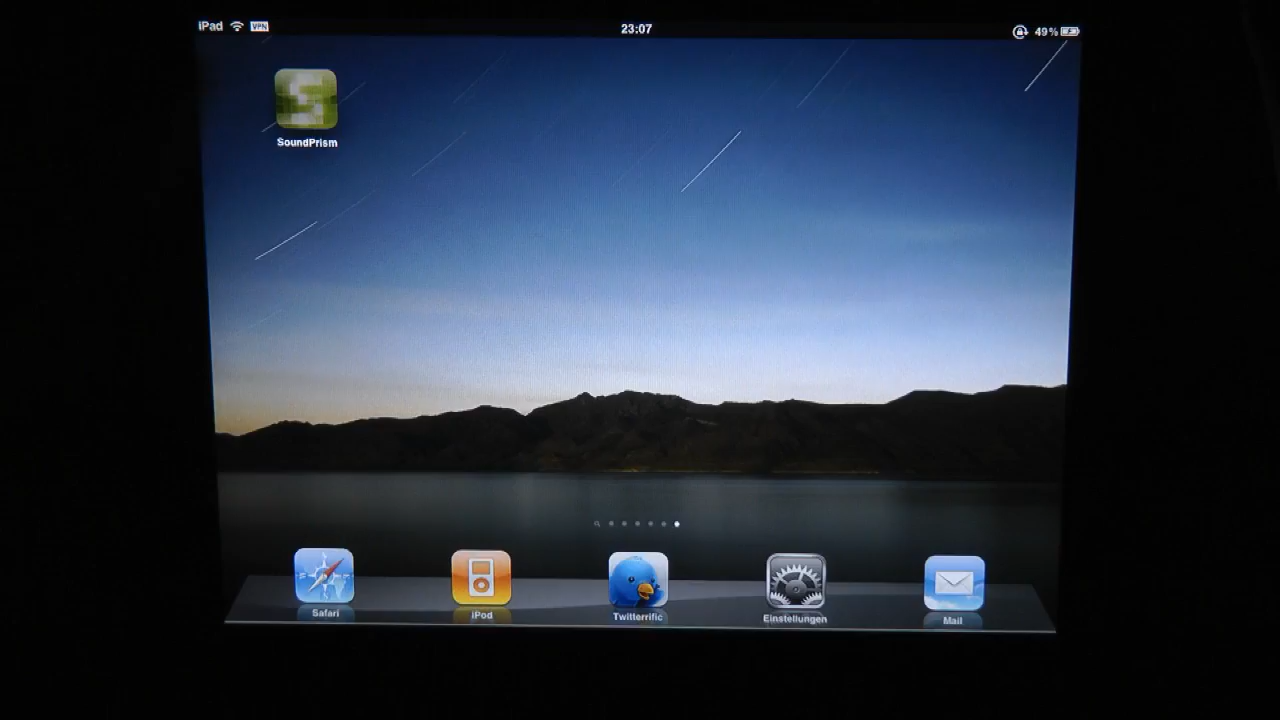 iPad VPN 23:07 49%
S
SoundPrism
Safari iPod Twitterrific Einstellungen Mail